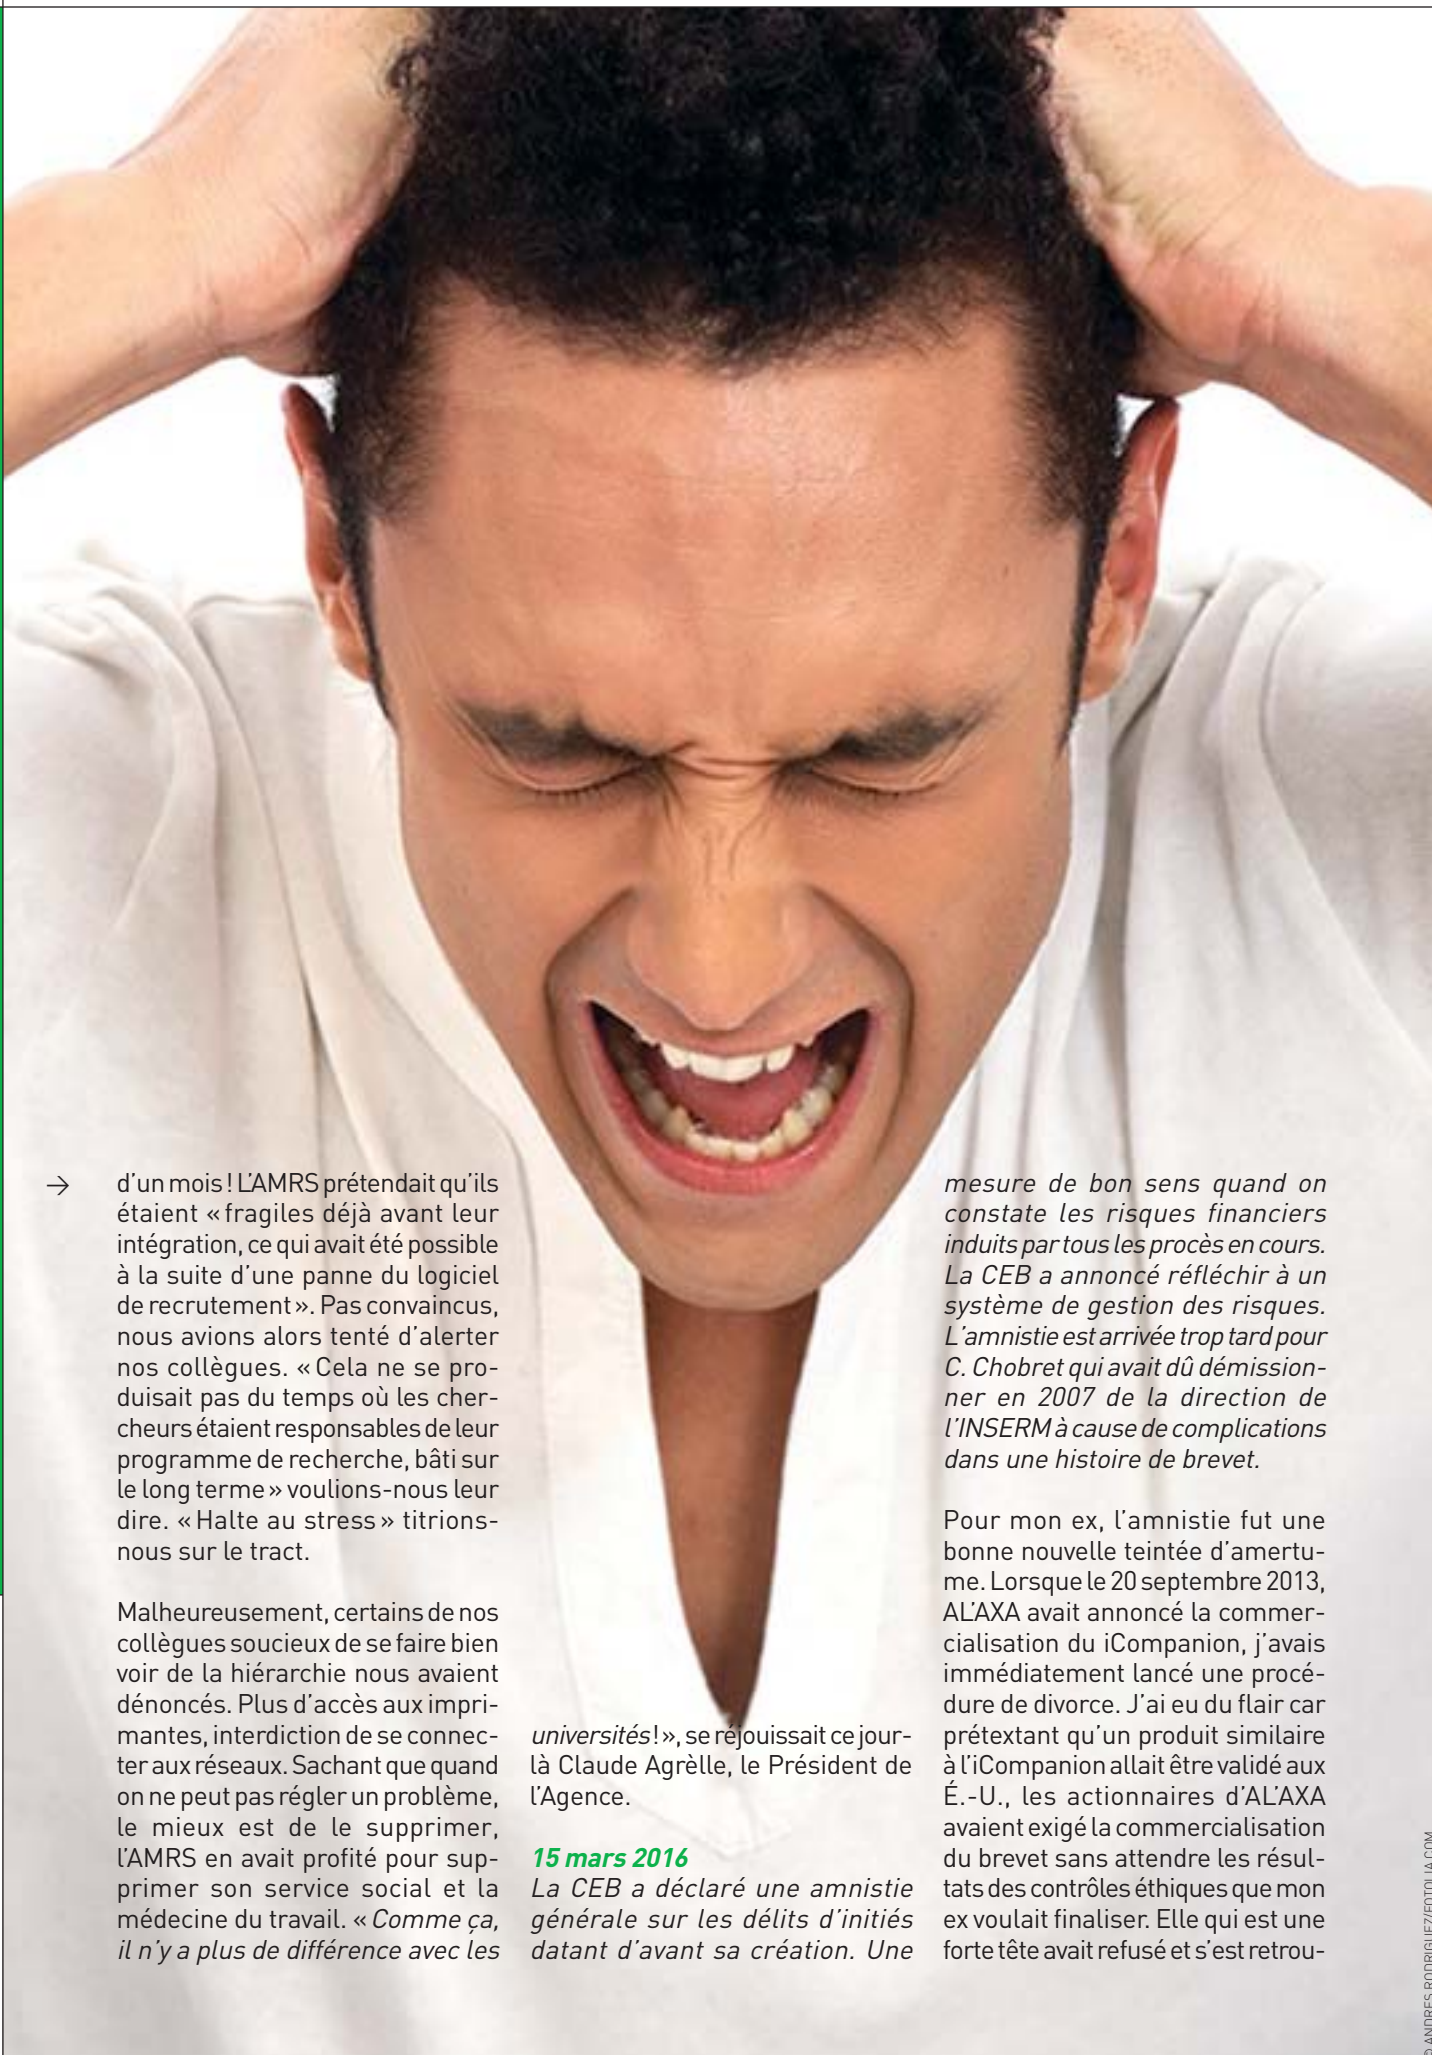 →
d'un mois ! L'AMRS prétendait qu'ils
étaient « fragiles déjà avant leur
intégration, ce qui avait été possible
à la suite d'une panne du logiciel
de recrutement ». Pas convaincus,
nous avions alors tenté d'alerter
nos collègues. « Cela ne se pro-
duisait pas du temps où les cher-
cheurs étaient responsables de leur
programme de recherche, bâti sur
le long terme » voulions-nous leur
dire. « Halte au stress » titrions-
nous sur le tract.
Malheureusement, certains de nos
collègues soucieux de se faire bien
voir de la hiérarchie nous avaient
dénoncés. Plus d'accès aux impri-
mantes, interdiction de se connec-
ter aux réseaux. Sachant que quand
on ne peut pas régler un problème,
le mieux est de le supprimer,
l'AMRS en avait profité pour sup-
primer son service social et la
médecine du travail. « Comme ça,
il n'y a plus de différence avec les
universités ! », se réjouissait ce jour-
là Claude Agrèlle, le Président de
l'Agence.
15 mars 2016
La CEB a déclaré une amnistie
générale sur les délits d'initiés
datant d'avant sa création. Une
mesure de bon sens quand on
constate les risques financiers
induits par tous les procès en cours.
La CEB a annoncé réfléchir à un
système de gestion des risques.
L'amnistie est arrivée trop tard pour
C. Chobret qui avait dû démission-
ner en 2007 de la direction de
l'INSERM à cause de complications
dans une histoire de brevet.
Pour mon ex, l'amnistie fut une
bonne nouvelle teintée d'amertu-
me. Lorsque le 20 septembre 2013,
AL'AXA avait annoncé la commer-
cialisation du iCompanion, j'avais
immédiatement lancé une procé-
dure de divorce. J'ai eu du flair car
prétextant qu'un produit similaire
à l'iCompanion allait être validé aux
É.-U., les actionnaires d'AL'AXA
avaient exigé la commercialisation
du brevet sans attendre les résul-
tats des contrôles éthiques que mon
ex voulait finaliser. Elle qui est une
forte tête avait refusé et s'est retrou-
© ANDRES RODRIGUEZ/FOTOLIA.COM